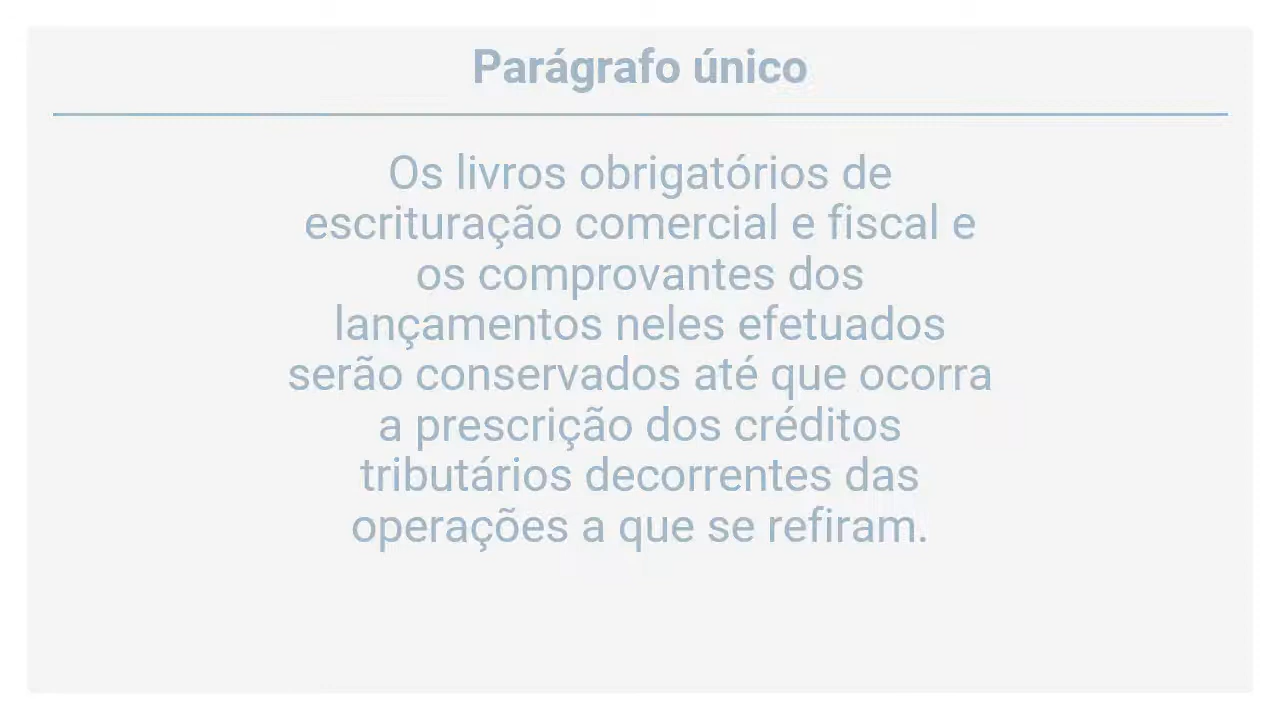 Parágrafo único
Os livros obrigatórios de
escrituração comercial e fiscal e
os comprovantes dos
lançamentos neles efetuados
serão conservados até que ocorra
a prescrição dos créditos
tributários decorrentes das
operações a que se refiram.